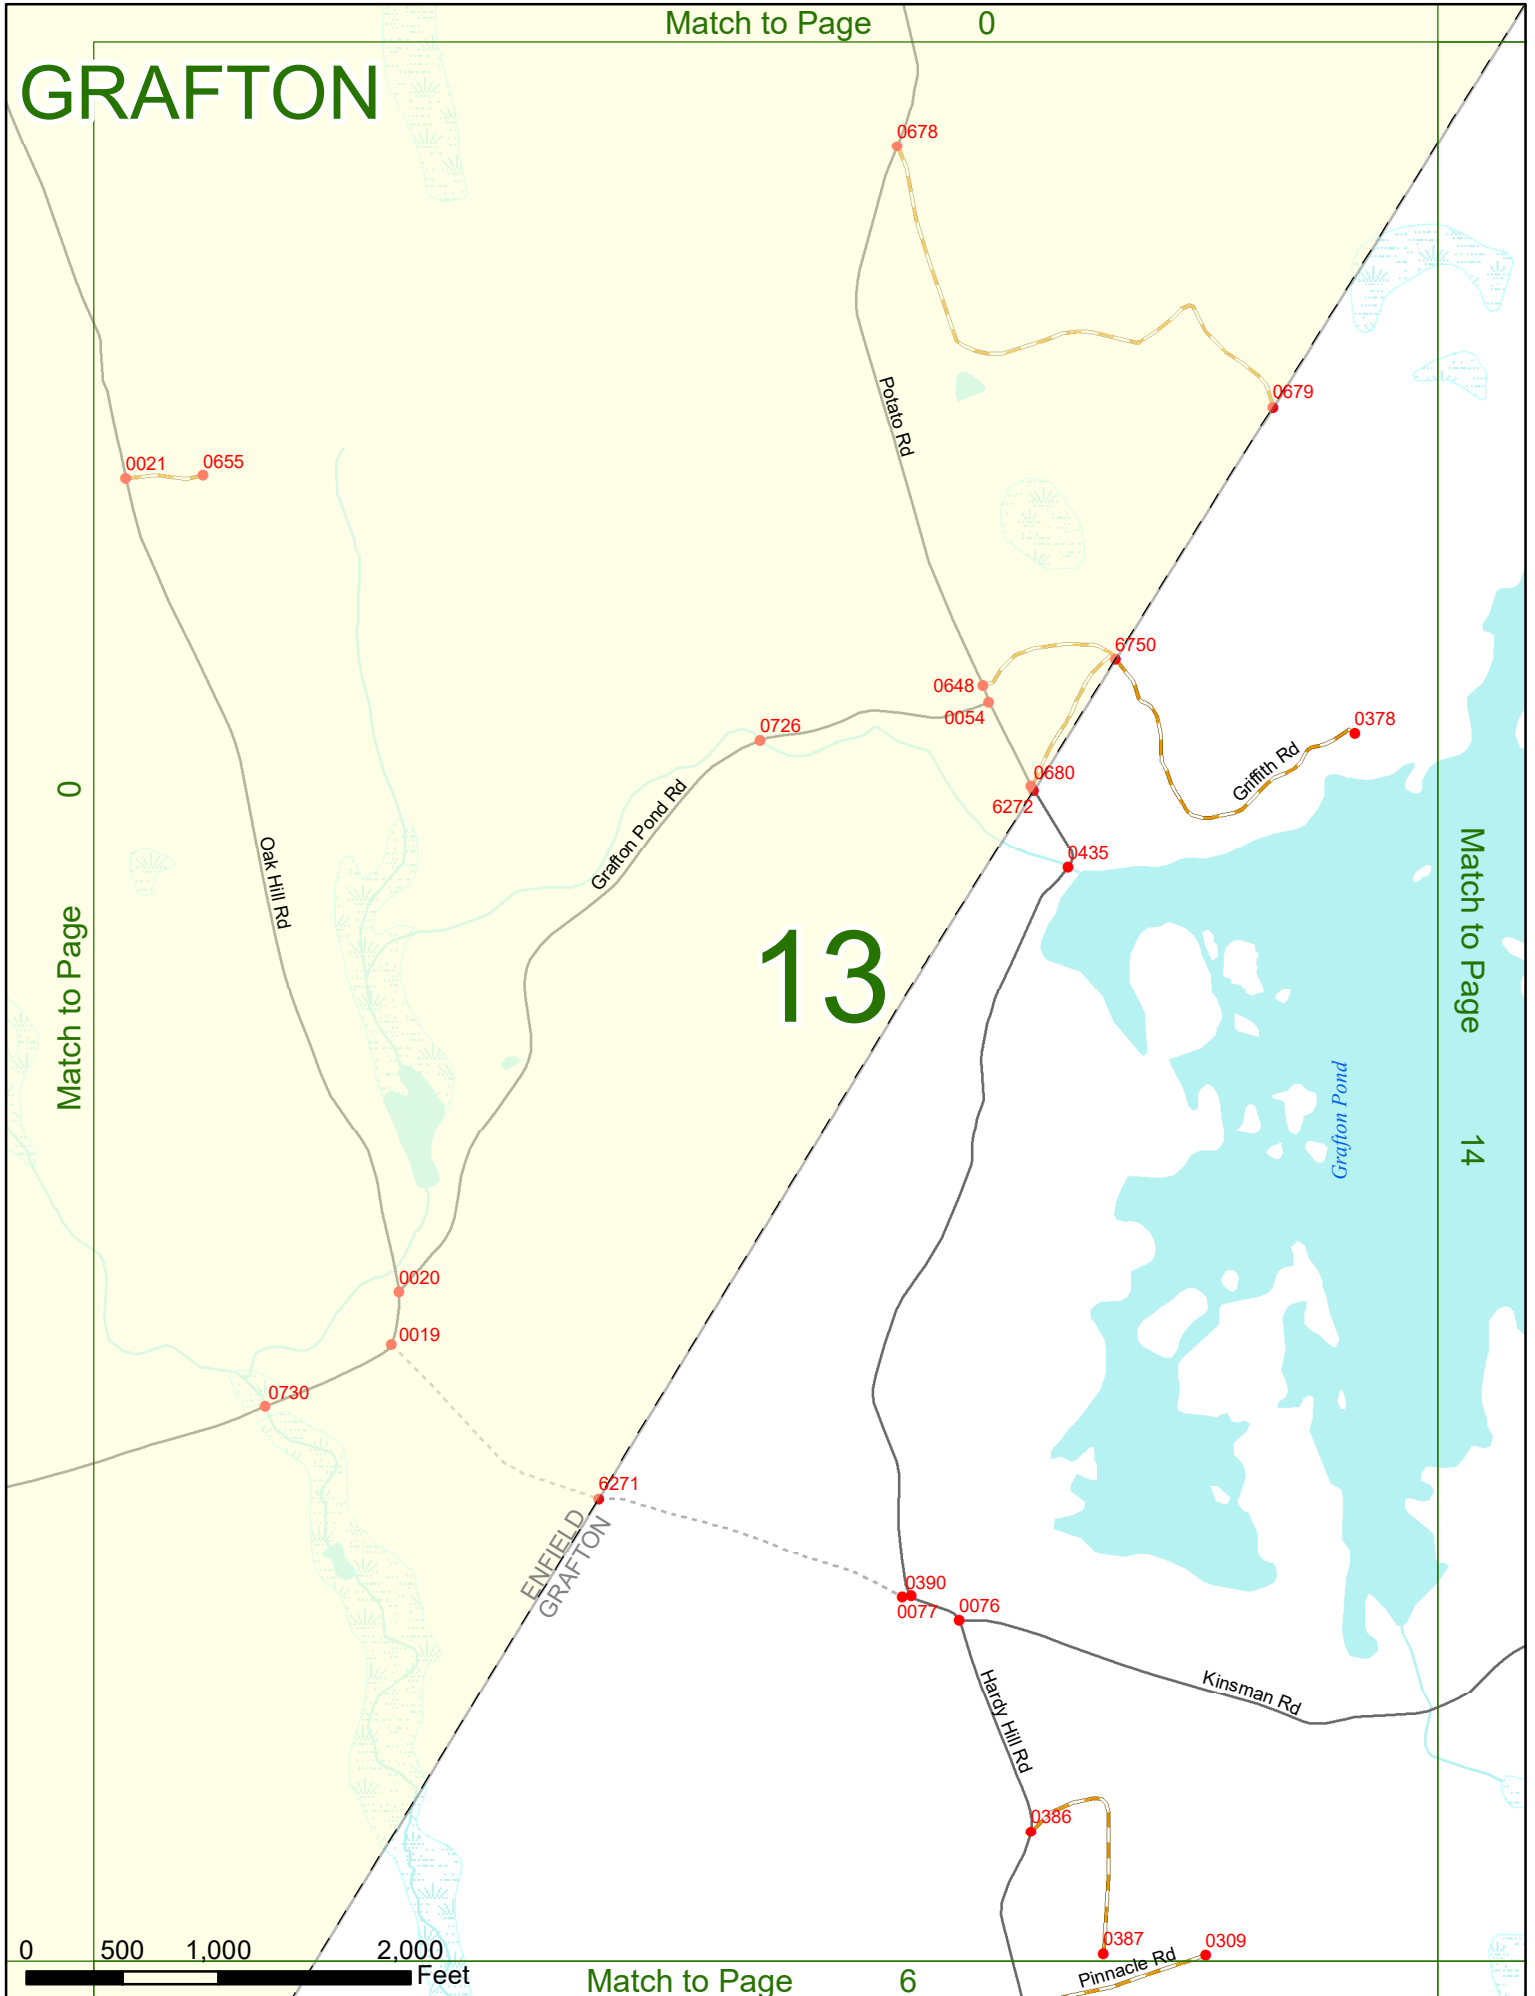 Match to Page 0
GRAFTON
0678
0679
Potato Rd
0021
0655
6750
0648
0054
0726
0378
0680
6272
Griffith Rd
0435
Grafton Pond Rd
Oak Hill Rd
Match to Page 0
13
Match to Page 14
Grafton Pond
0020
0019
0730
6271
ENFIELD
GRAFTON
0390
0077
0076
Kinsman Rd
Hardy Hill Rd
0386
0387
0309
Pinnacle Rd
0 500 1,000 2,000
Feet
Match to Page 6